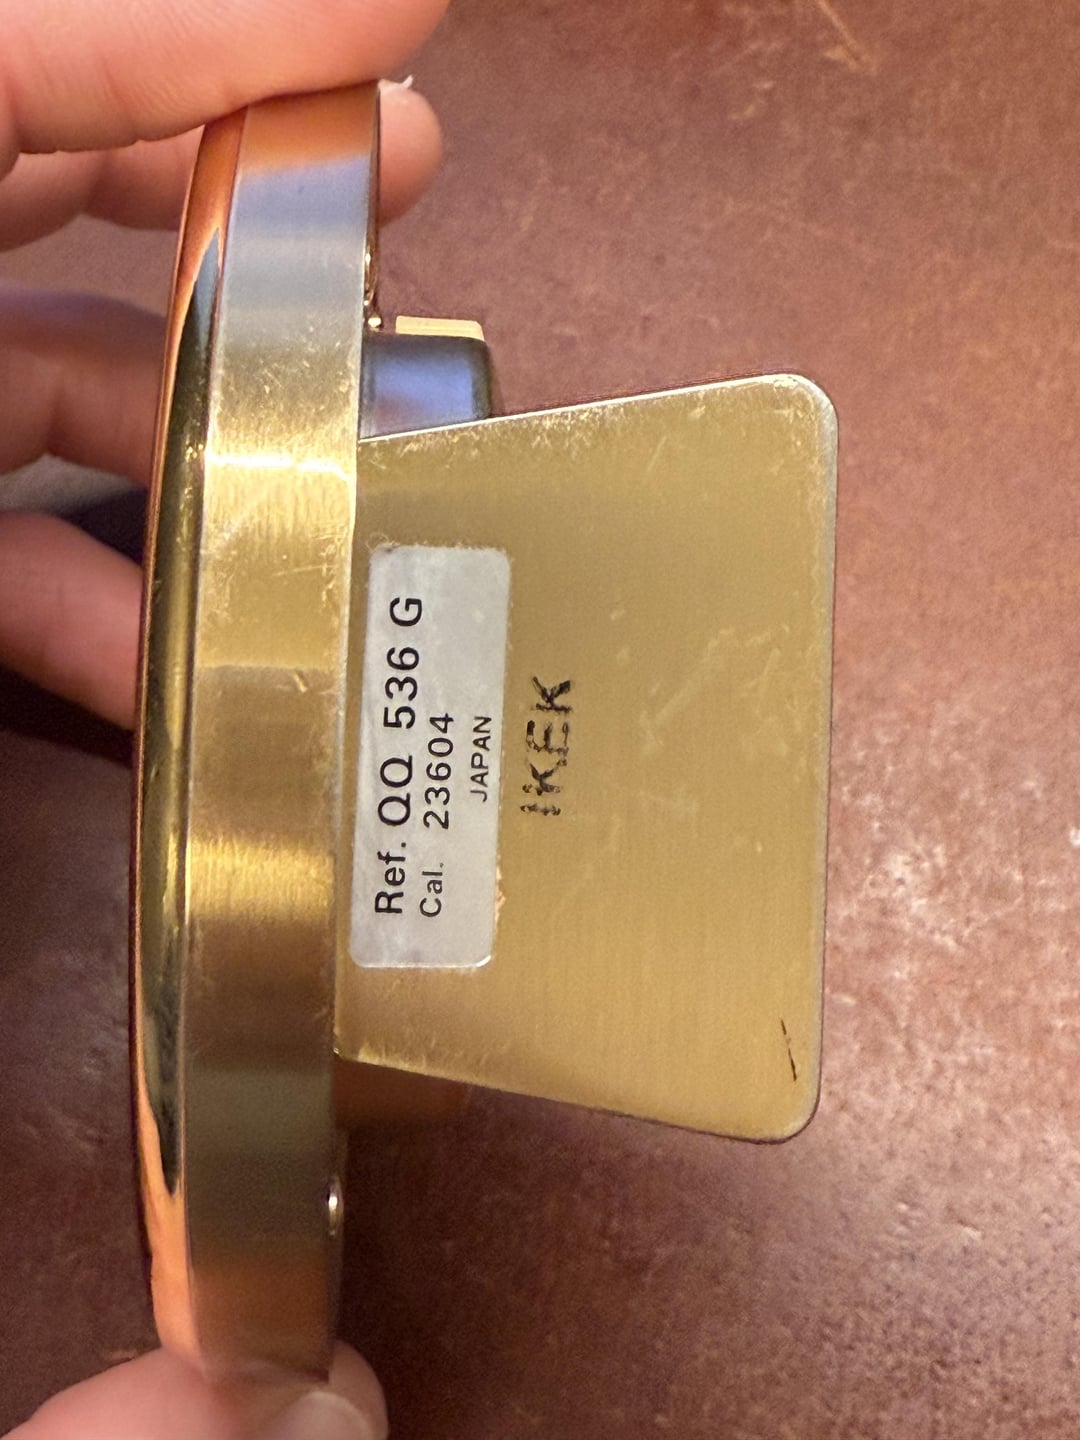 Ref. QQ 536 G
Cal. 23604
JAPAN
IKEK